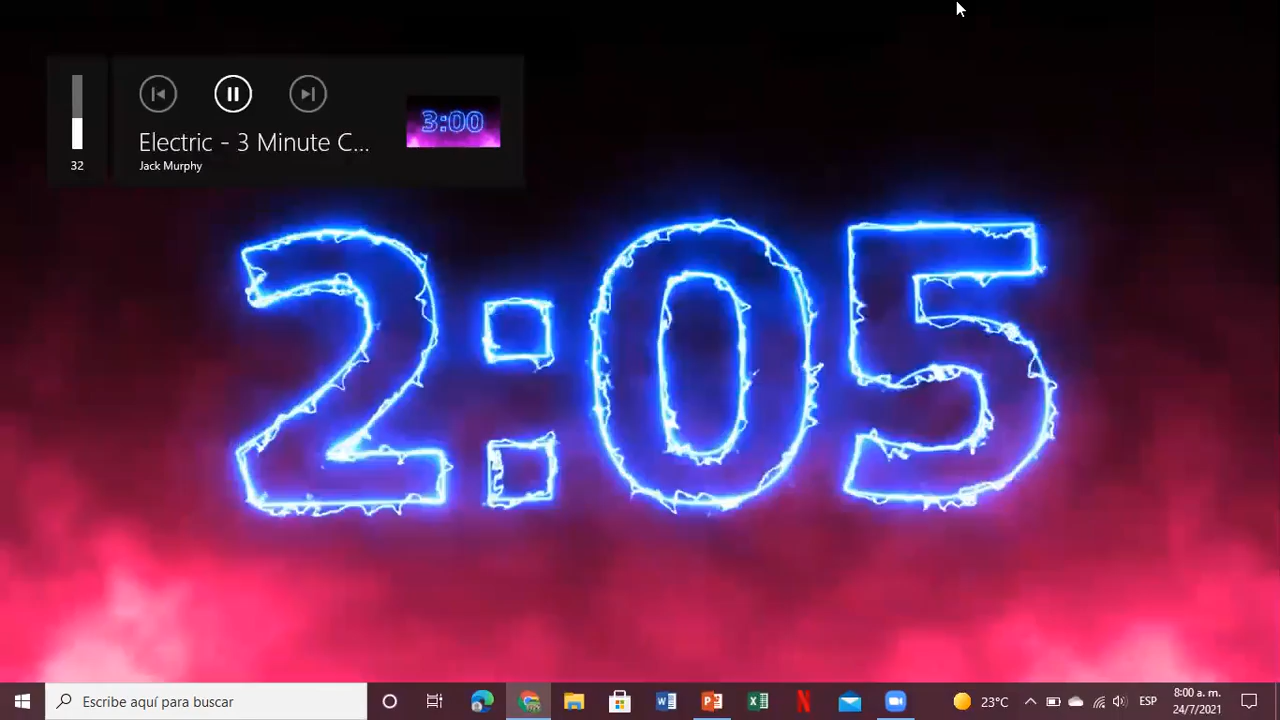 32
Electric - 3 Minute C...
Jack Murphy
3:00
2:05
Escribe aquí para buscar
23°C
ESP
8:00 a. m.
24/7/2021